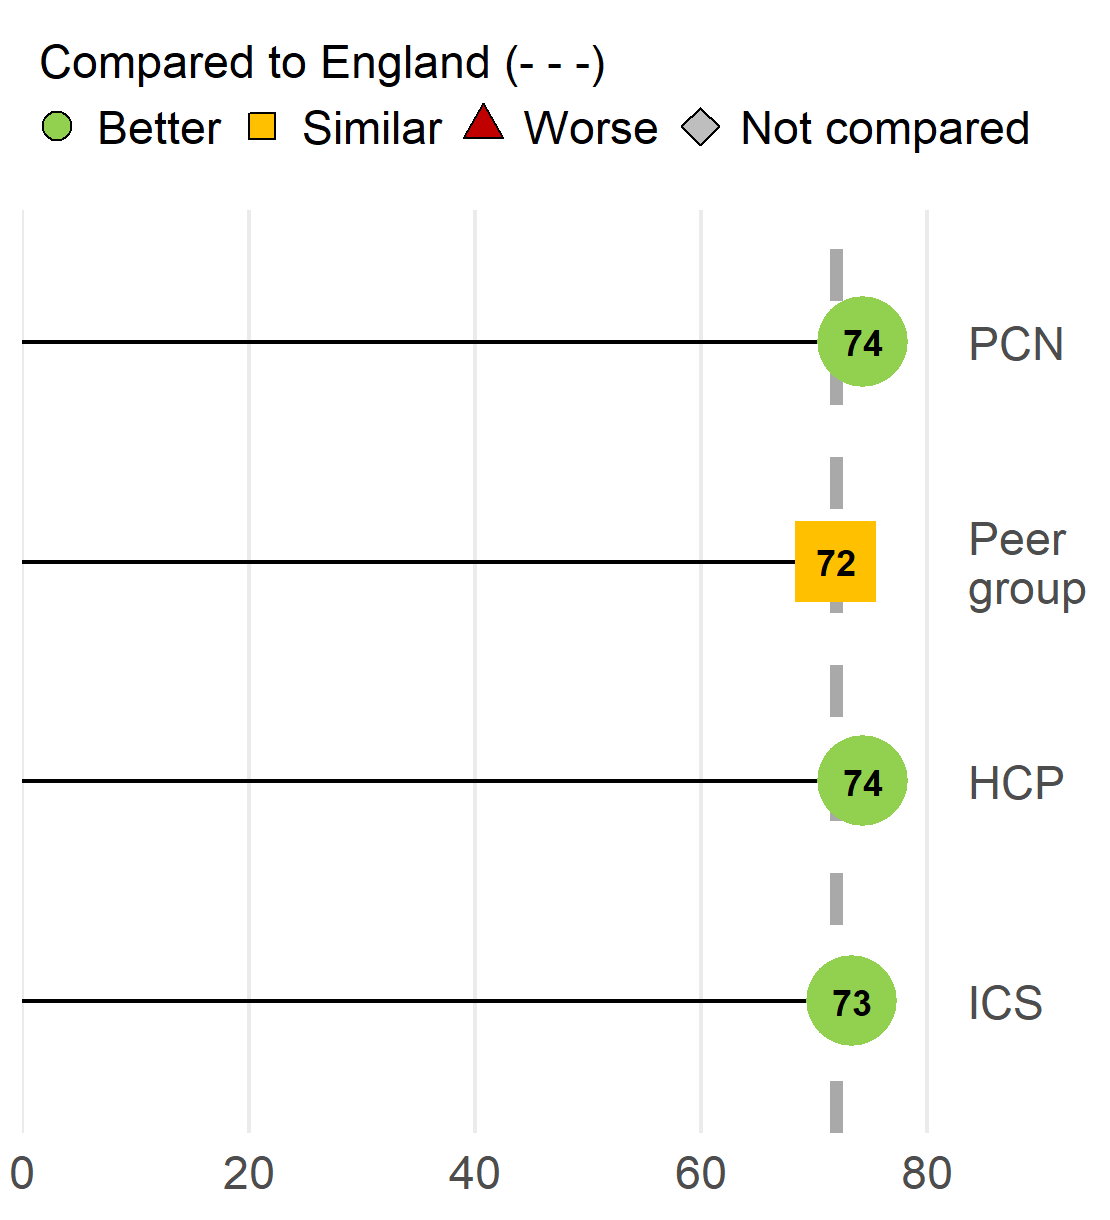 Compared to England (- - -)
Better Similar Worse Not compared
74 PCN
72 Peer
group
74 HCP
73 ICS
0 20 40 60 80